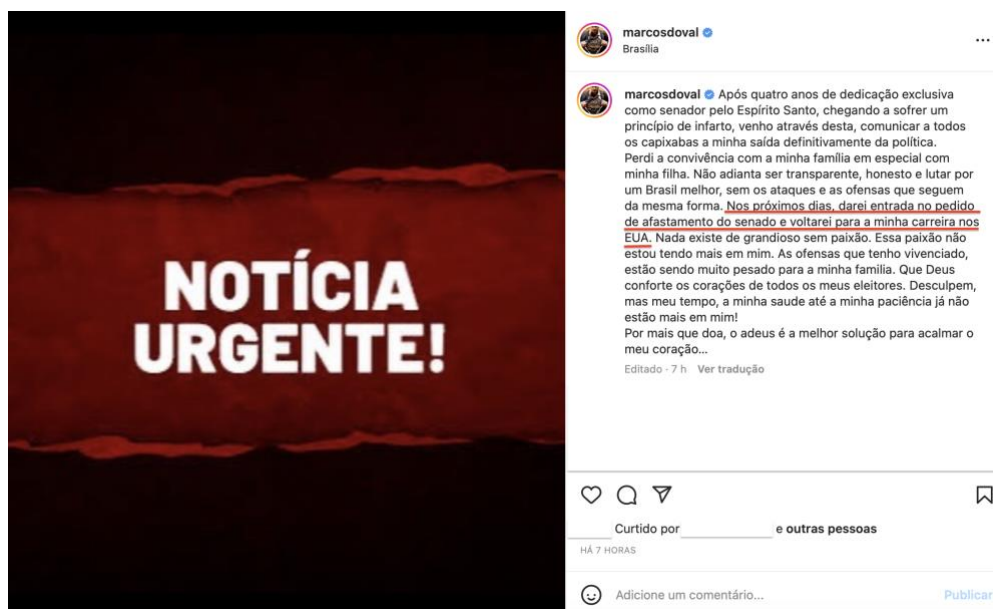 NOTÍCIA
URGENTE!
marcosdoval
Brasília
marcosdoval Após quatro anos de dedicação exclusiva
como senador pelo Espírito Santo, chegando a sofrer um
princípio de infarto, venho através desta, comunicar a todos
os capixabas a minha saída definitivamente da política.
Perdi a convivência com a minha família em especial com
minha filha. Não adianta ser transparente, honesto e lutar por
um Brasil melhor, sem os ataques e as ofensas que seguem
da mesma forma. Nos próximos dias, darei entrada no pedido
de afastamento do senado e voltarei para a minha carreira nos
EUA. Nada existe de grandioso sem paixão. Essa paixão não
estou tendo mais em mim. As ofensas que tenho vivenciado,
estão sendo muito pesado para a minha familia. Que Deus
conforte os corações de todos os meus eleitores. Desculpem,
mas meu tempo, a minha saude até a minha paciência já não
estão mais em mim!
Por mais que doa, o adeus é a melhor solução para acalmar o
meu coração...
Editado · 7 h Ver tradução
Curtido por e outras pessoas
HÁ 7 HORAS
Adicione um comentário... Publicar